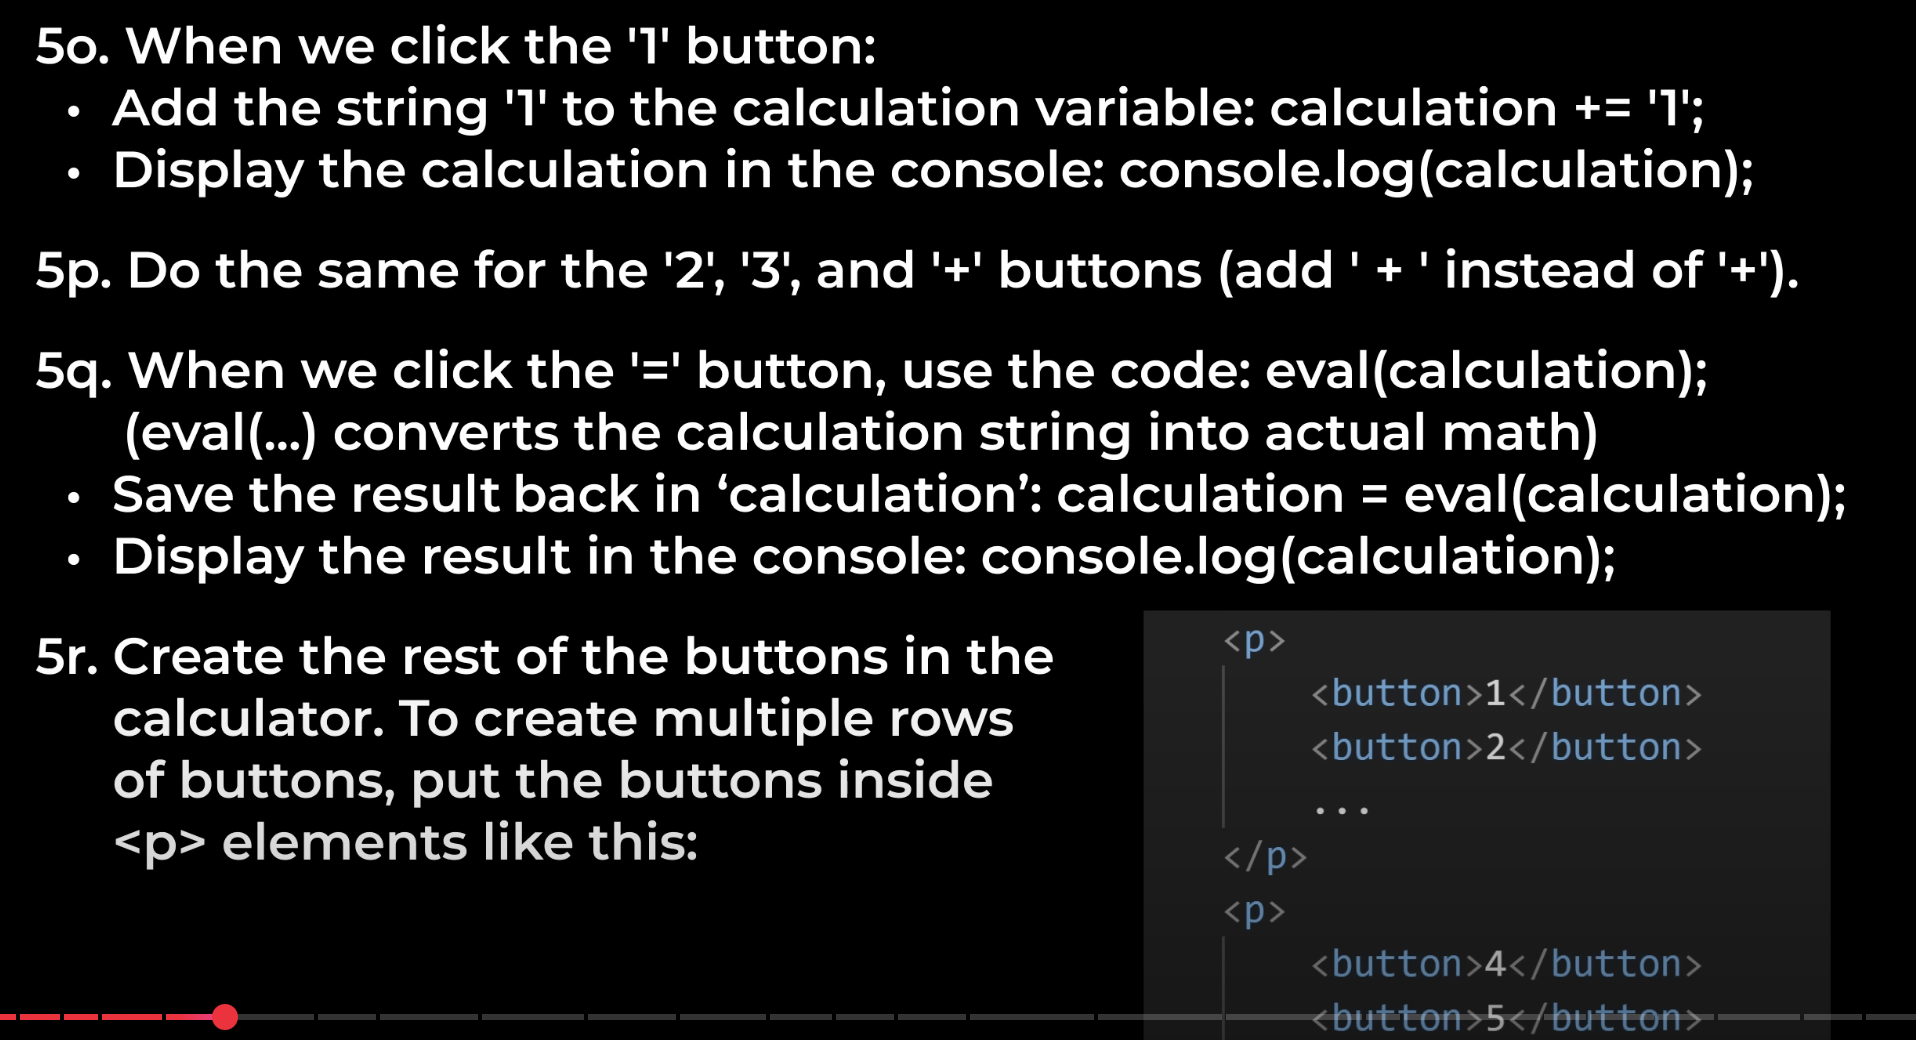 5o. When we click the '1' button:
• Add the string '1' to the calculation variable: calculation += '1';
• Display the calculation in the console: console.log(calculation);
5p. Do the same for the '2', '3', and '+' buttons (add ' + ' instead of '+').
5q. When we click the '=' button, use the code: eval(calculation);
(eval(...) converts the calculation string into actual math)
• Save the result back in ‘calculation’: calculation = eval(calculation);
• Display the result in the console: console.log(calculation);
5r. Create the rest of the buttons in the
calculator. To create multiple rows
of buttons, put the buttons inside
<p> elements like this:
<p>
<button>1</button>
<button>2</button>
...
</p>
<p>
<button>4</button>
<button>5</button>